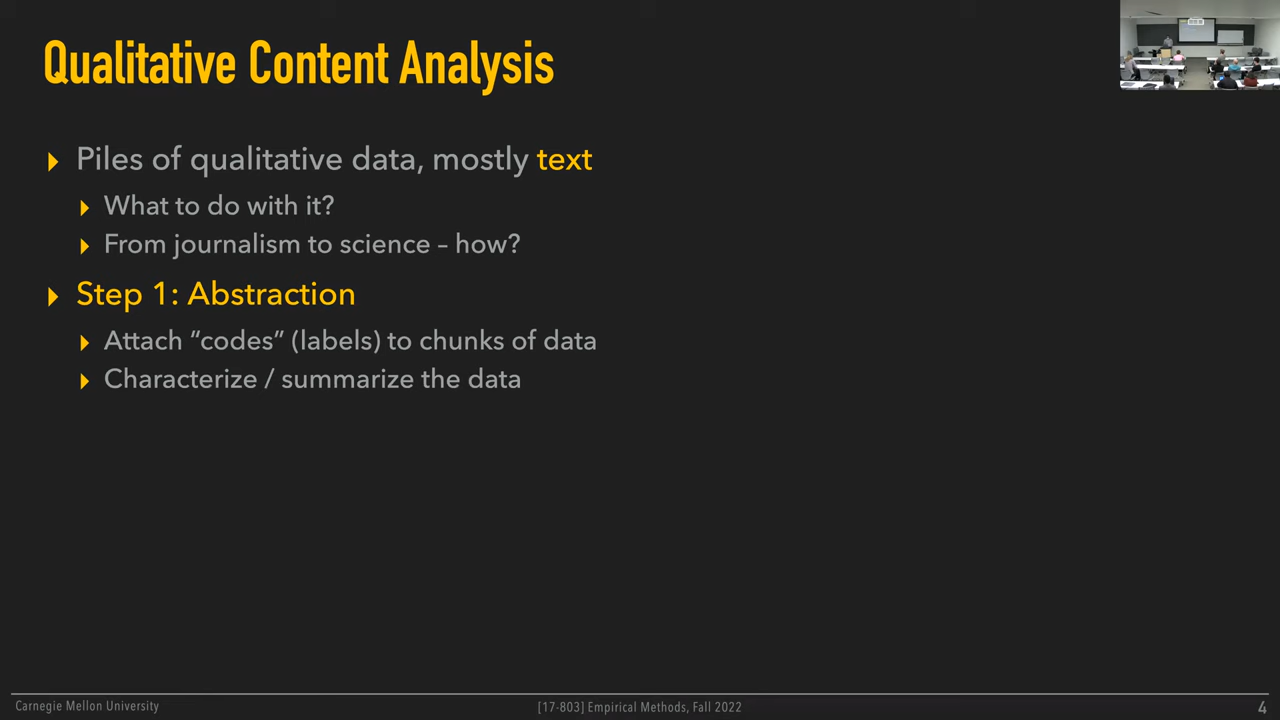 Qualitative Content Analysis
Piles of qualitative data, mostly text
What to do with it?
From journalism to science – how?
Step 1: Abstraction
Attach “codes” (labels) to chunks of data
Characterize / summarize the data
Carnegie Mellon University
[17-803] Empirical Methods, Fall 2022
4